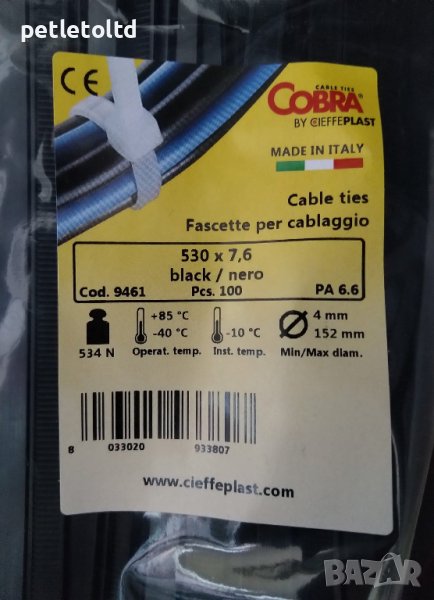 petletoltd
CE
CABLE TIES
COBRA®
BY CIEFFEPLAST
MADE IN ITALY
Cable ties
Fascette per cablaggio
530 x 7,6
black / nero
Cod. 9461 Pcs. 100 PA 6.6
+85 °C
-40 °C
-10 °C
4 mm
152 mm
534 N Operat. temp. Inst. temp. Min/Max diam.
8 033020 933807
www.cieffeplast.com
BAZAR